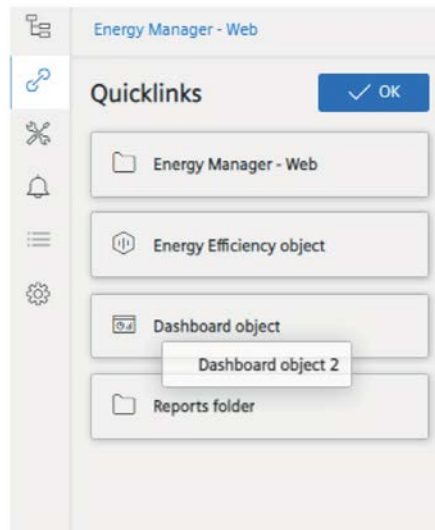 Energy Manager - Web
Quicklinks
OK
Energy Manager - Web
Energy Efficiency object
Dashboard object
Dashboard object 2
Reports folder